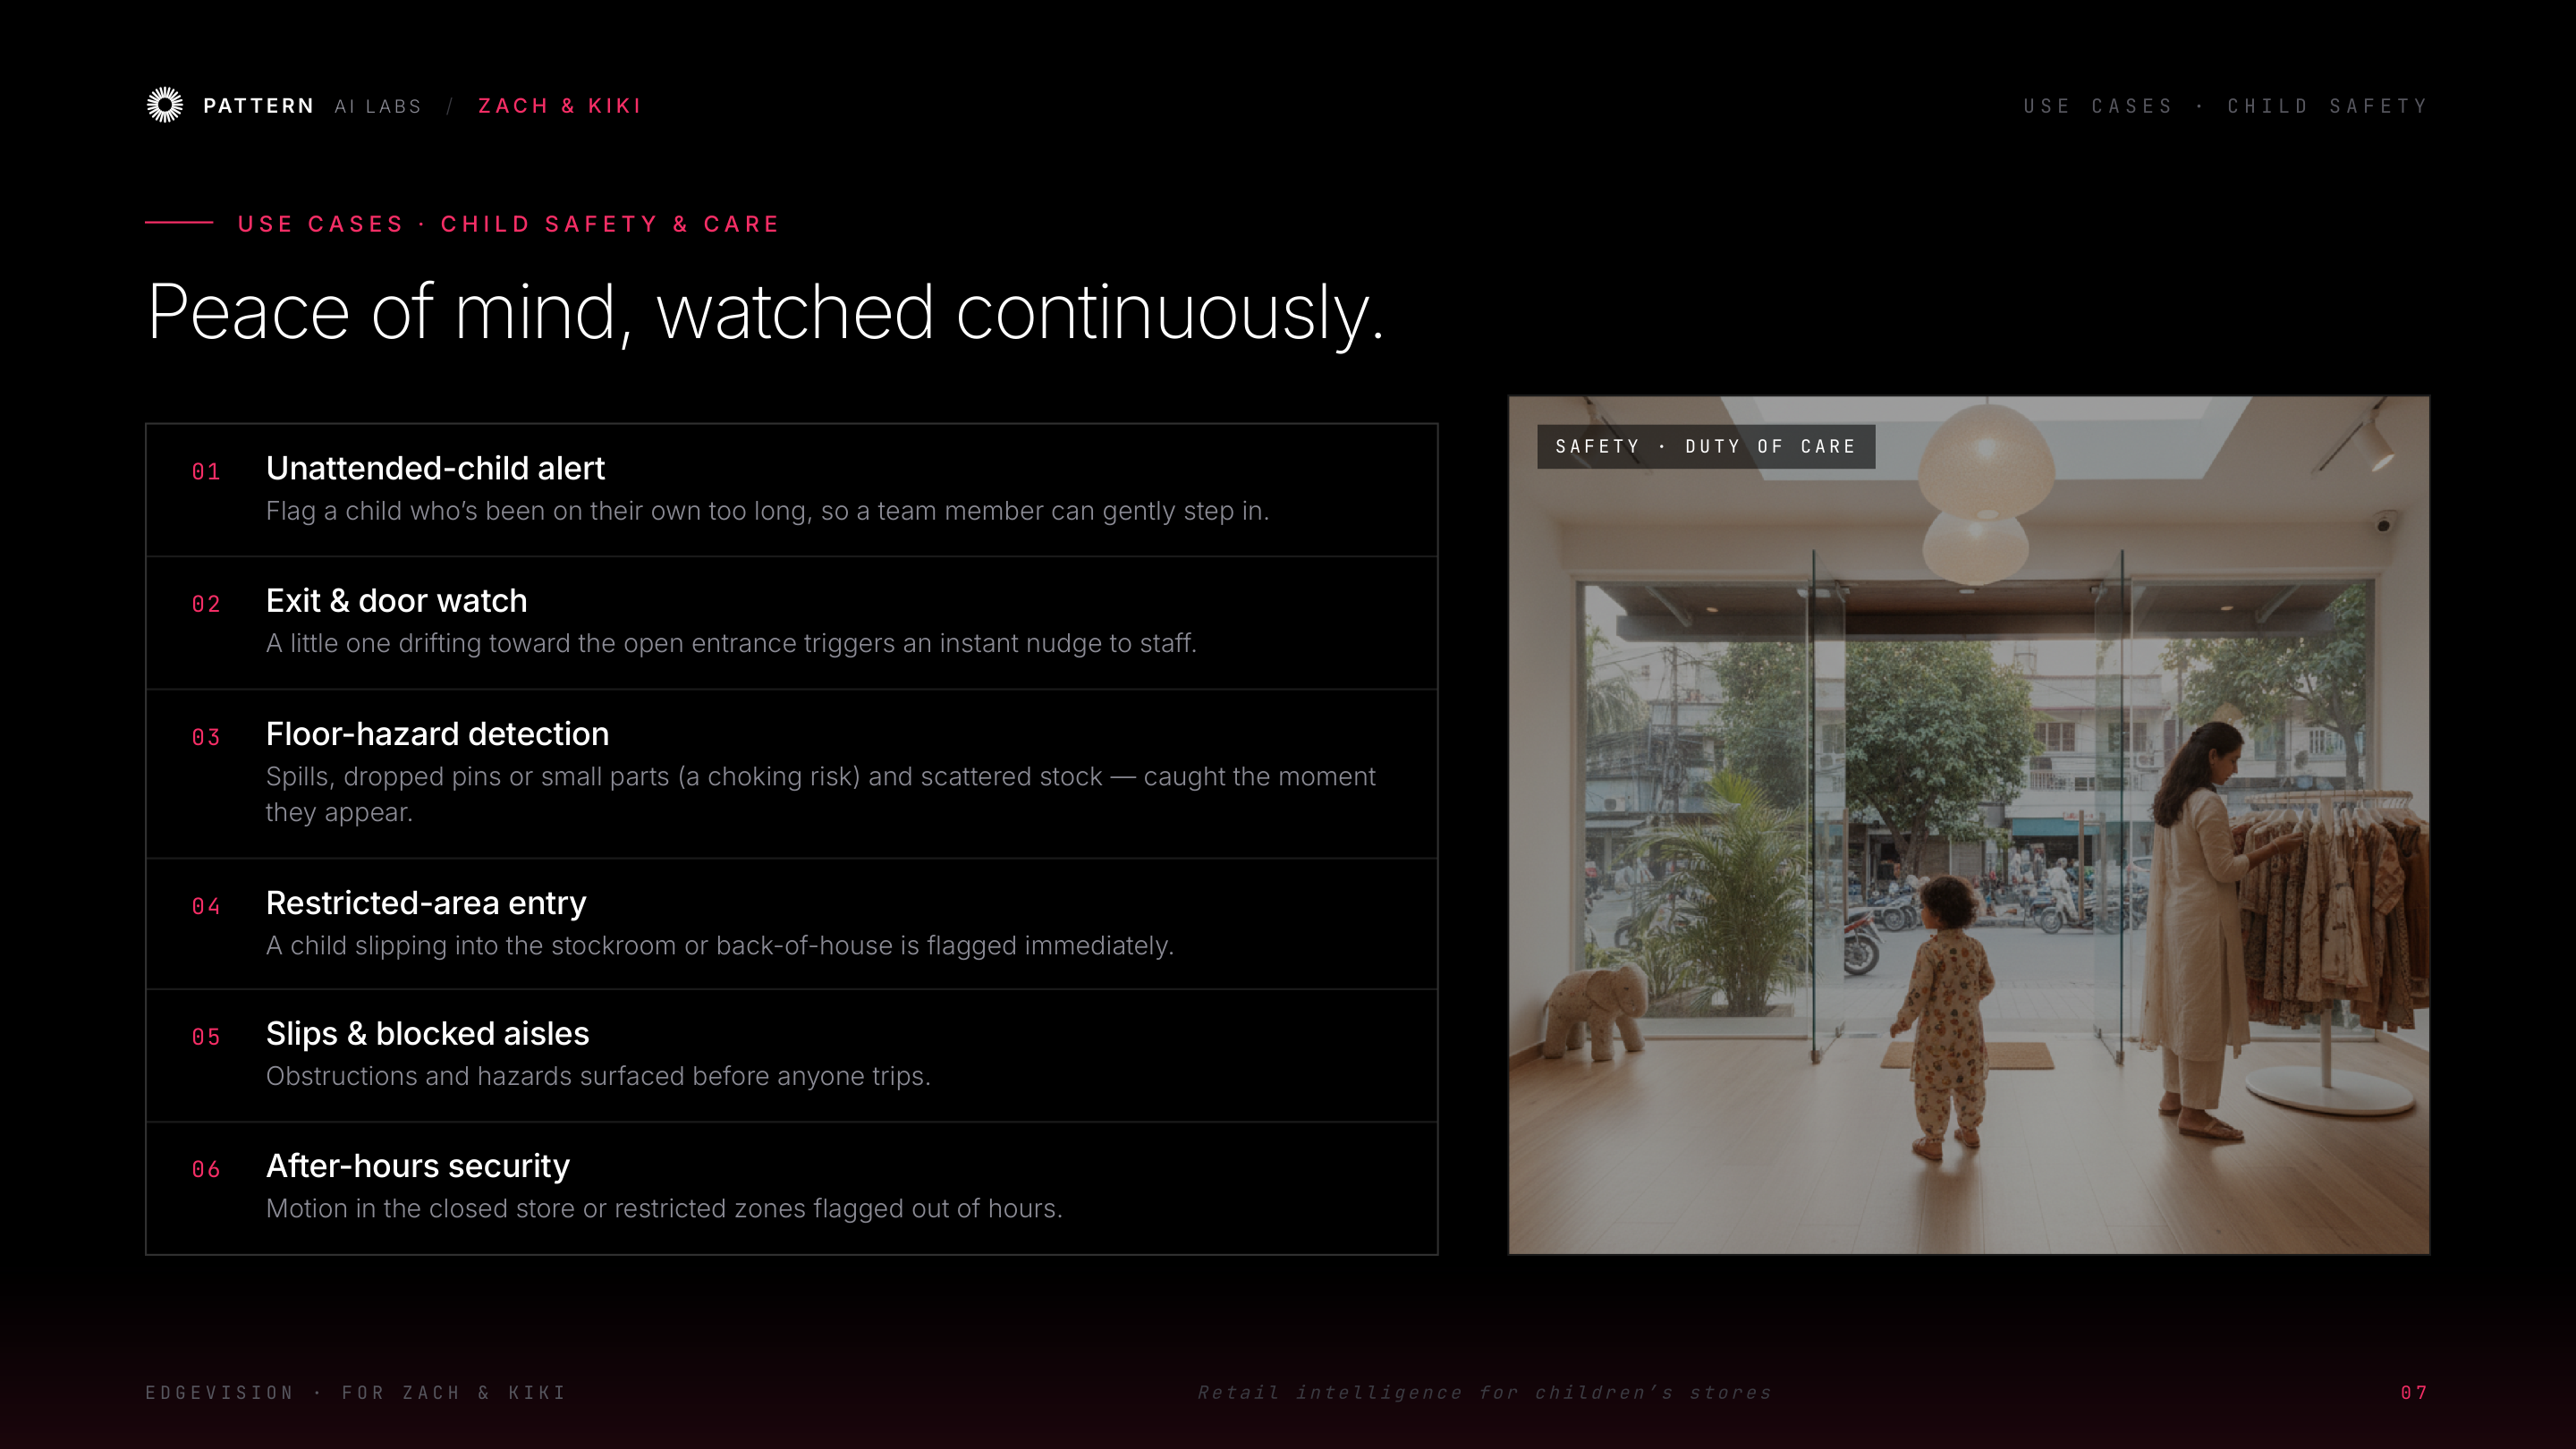 PATTERN AI LABS / ZACH & KIKI
USE CASES · CHILD SAFETY
USE CASES · CHILD SAFETY & CARE
Peace of mind, watched continuously.
01 Unattended-child alert
Flag a child who’s been on their own too long, so a team member can gently step in.
02 Exit & door watch
A little one drifting toward the open entrance triggers an instant nudge to staff.
03 Floor-hazard detection
Spills, dropped pins or small parts (a choking risk) and scattered stock — caught the moment
they appear.
04 Restricted-area entry
A child slipping into the stockroom or back-of-house is flagged immediately.
05 Slips & blocked aisles
Obstructions and hazards surfaced before anyone trips.
06 After-hours security
Motion in the closed store or restricted zones flagged out of hours.
SAFETY · DUTY OF CARE
EDGEVISION · FOR ZACH & KIKI
Retail intelligence for children’s stores
07